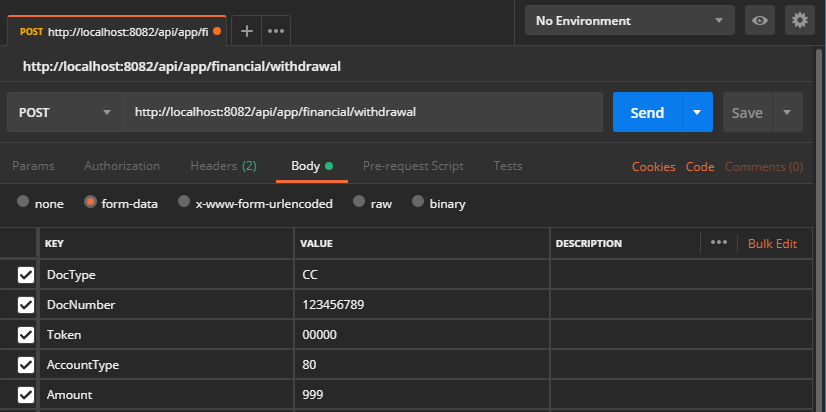 POST http://localhost:8082/api/app/fi
No Environment
http://localhost:8082/api/app/financial/withdrawal
POST http://localhost:8082/api/app/financial/withdrawal Send Save
Params Authorization Headers (2) Body Pre-request Script Tests Cookies Code Comments (0)
none form-data x-www-form-urlencoded raw binary
KEY VALUE DESCRIPTION Bulk Edit
DocType CC
DocNumber 123456789
Token 00000
AccountType 80
Amount 999